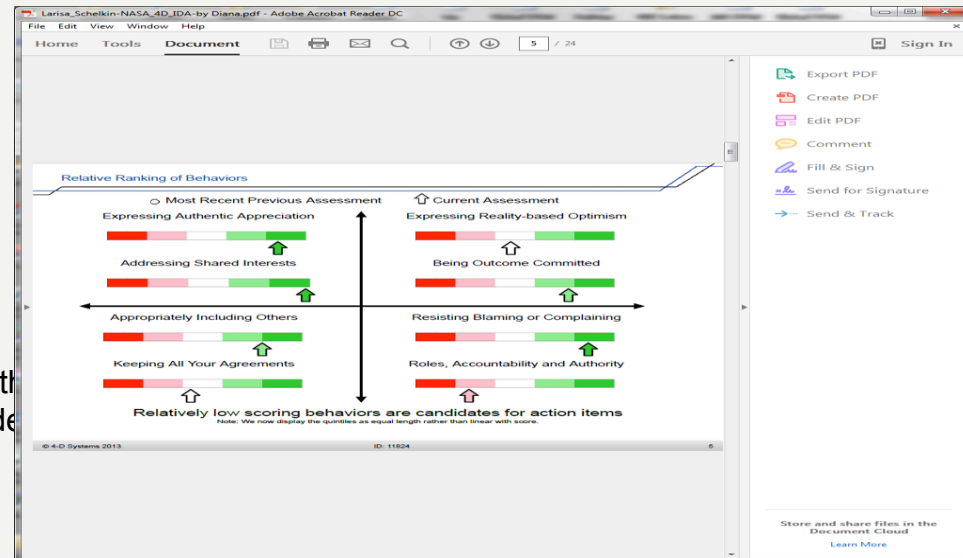 Larisa_Schelkin-NASA_4D_IDA-by Diana.pdf - Adobe Acrobat Reader DC
File Edit View Window Help
Home Tools Document 5 / 24 Sign In
Export PDF
Create PDF
Edit PDF
Comment
Fill & Sign
Send for Signature
Send & Track
Relative Ranking of Behaviors
Most Recent Previous Assessment Current Assessment
Expressing Authentic Appreciation Expressing Reality-based Optimism
Addressing Shared Interests Being Outcome Committed
Appropriately Including Others Resisting Blaming or Complaining
Keeping All Your Agreements Roles, Accountability and Authority
Relatively low scoring behaviors are candidates for action items
Note: We now display the quintiles as equal length rather than linear with score.
© 4-D Systems 2013 ID: 11824 5
Store and share files in the
Document Cloud
Learn More